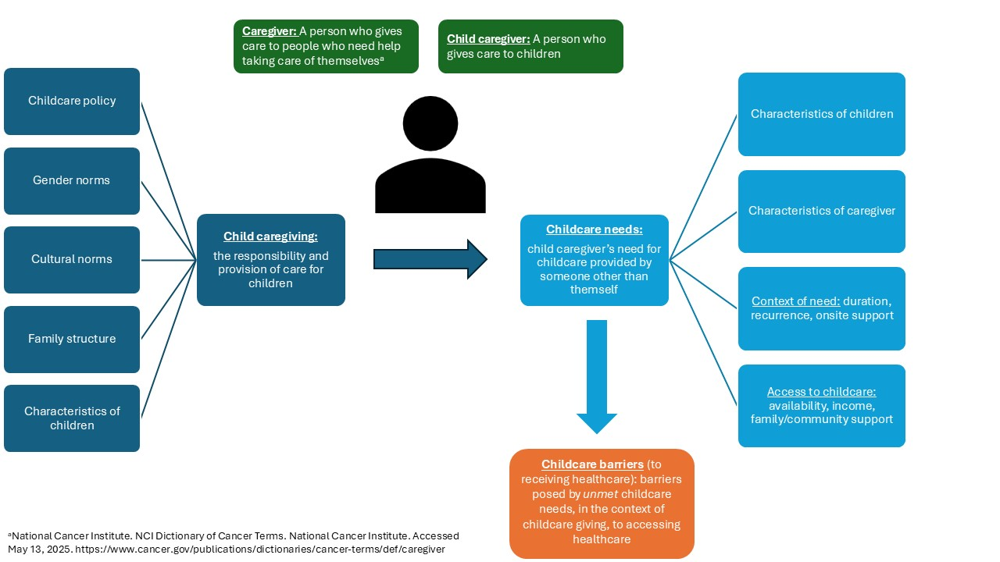 Caregiver: A person who gives
care to people who need help
taking care of themselvesᵃ
Child caregiver: A person who
gives care to children
Childcare policy
Gender norms
Cultural norms
Family structure
Characteristics of
children
Child caregiving:
the responsibility and
provision of care for
children
Childcare needs:
child caregiver’s need for
childcare provided by
someone other than
themself
Characteristics of children
Characteristics of caregiver
Context of need: duration,
recurrence, onsite support
Access to childcare:
availability, income,
family/community support
Childcare barriers (to
receiving healthcare): barriers
posed by unmet childcare
needs, in the context of
childcare giving, to accessing
healthcare
ᵃNational Cancer Institute. NCI Dictionary of Cancer Terms. National Cancer Institute. Accessed
May 13, 2025. https://www.cancer.gov/publications/dictionaries/cancer-terms/def/caregiver